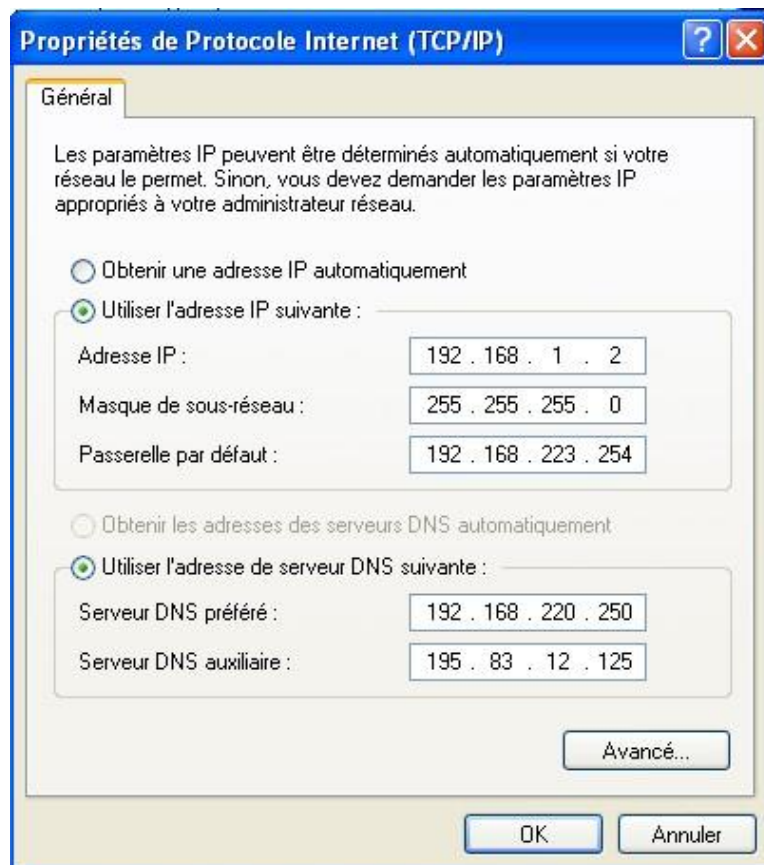 Propriétés de Protocole Internet (TCP/IP)
Général
Les paramètres IP peuvent être déterminés automatiquement si votre
réseau le permet. Sinon, vous devez demander les paramètres IP
appropriés à votre administrateur réseau.
Obtenir une adresse IP automatiquement
Utiliser l'adresse IP suivante :
Adresse IP : 192 . 168 . 1 . 2
Masque de sous-réseau : 255 . 255 . 255 . 0
Passerelle par défaut : 192 . 168 . 223 . 254
Obtenir les adresses des serveurs DNS automatiquement
Utiliser l'adresse de serveur DNS suivante :
Serveur DNS préféré : 192 . 168 . 220 . 250
Serveur DNS auxiliaire : 195 . 83 . 12 . 125
Avancé...
OK Annuler